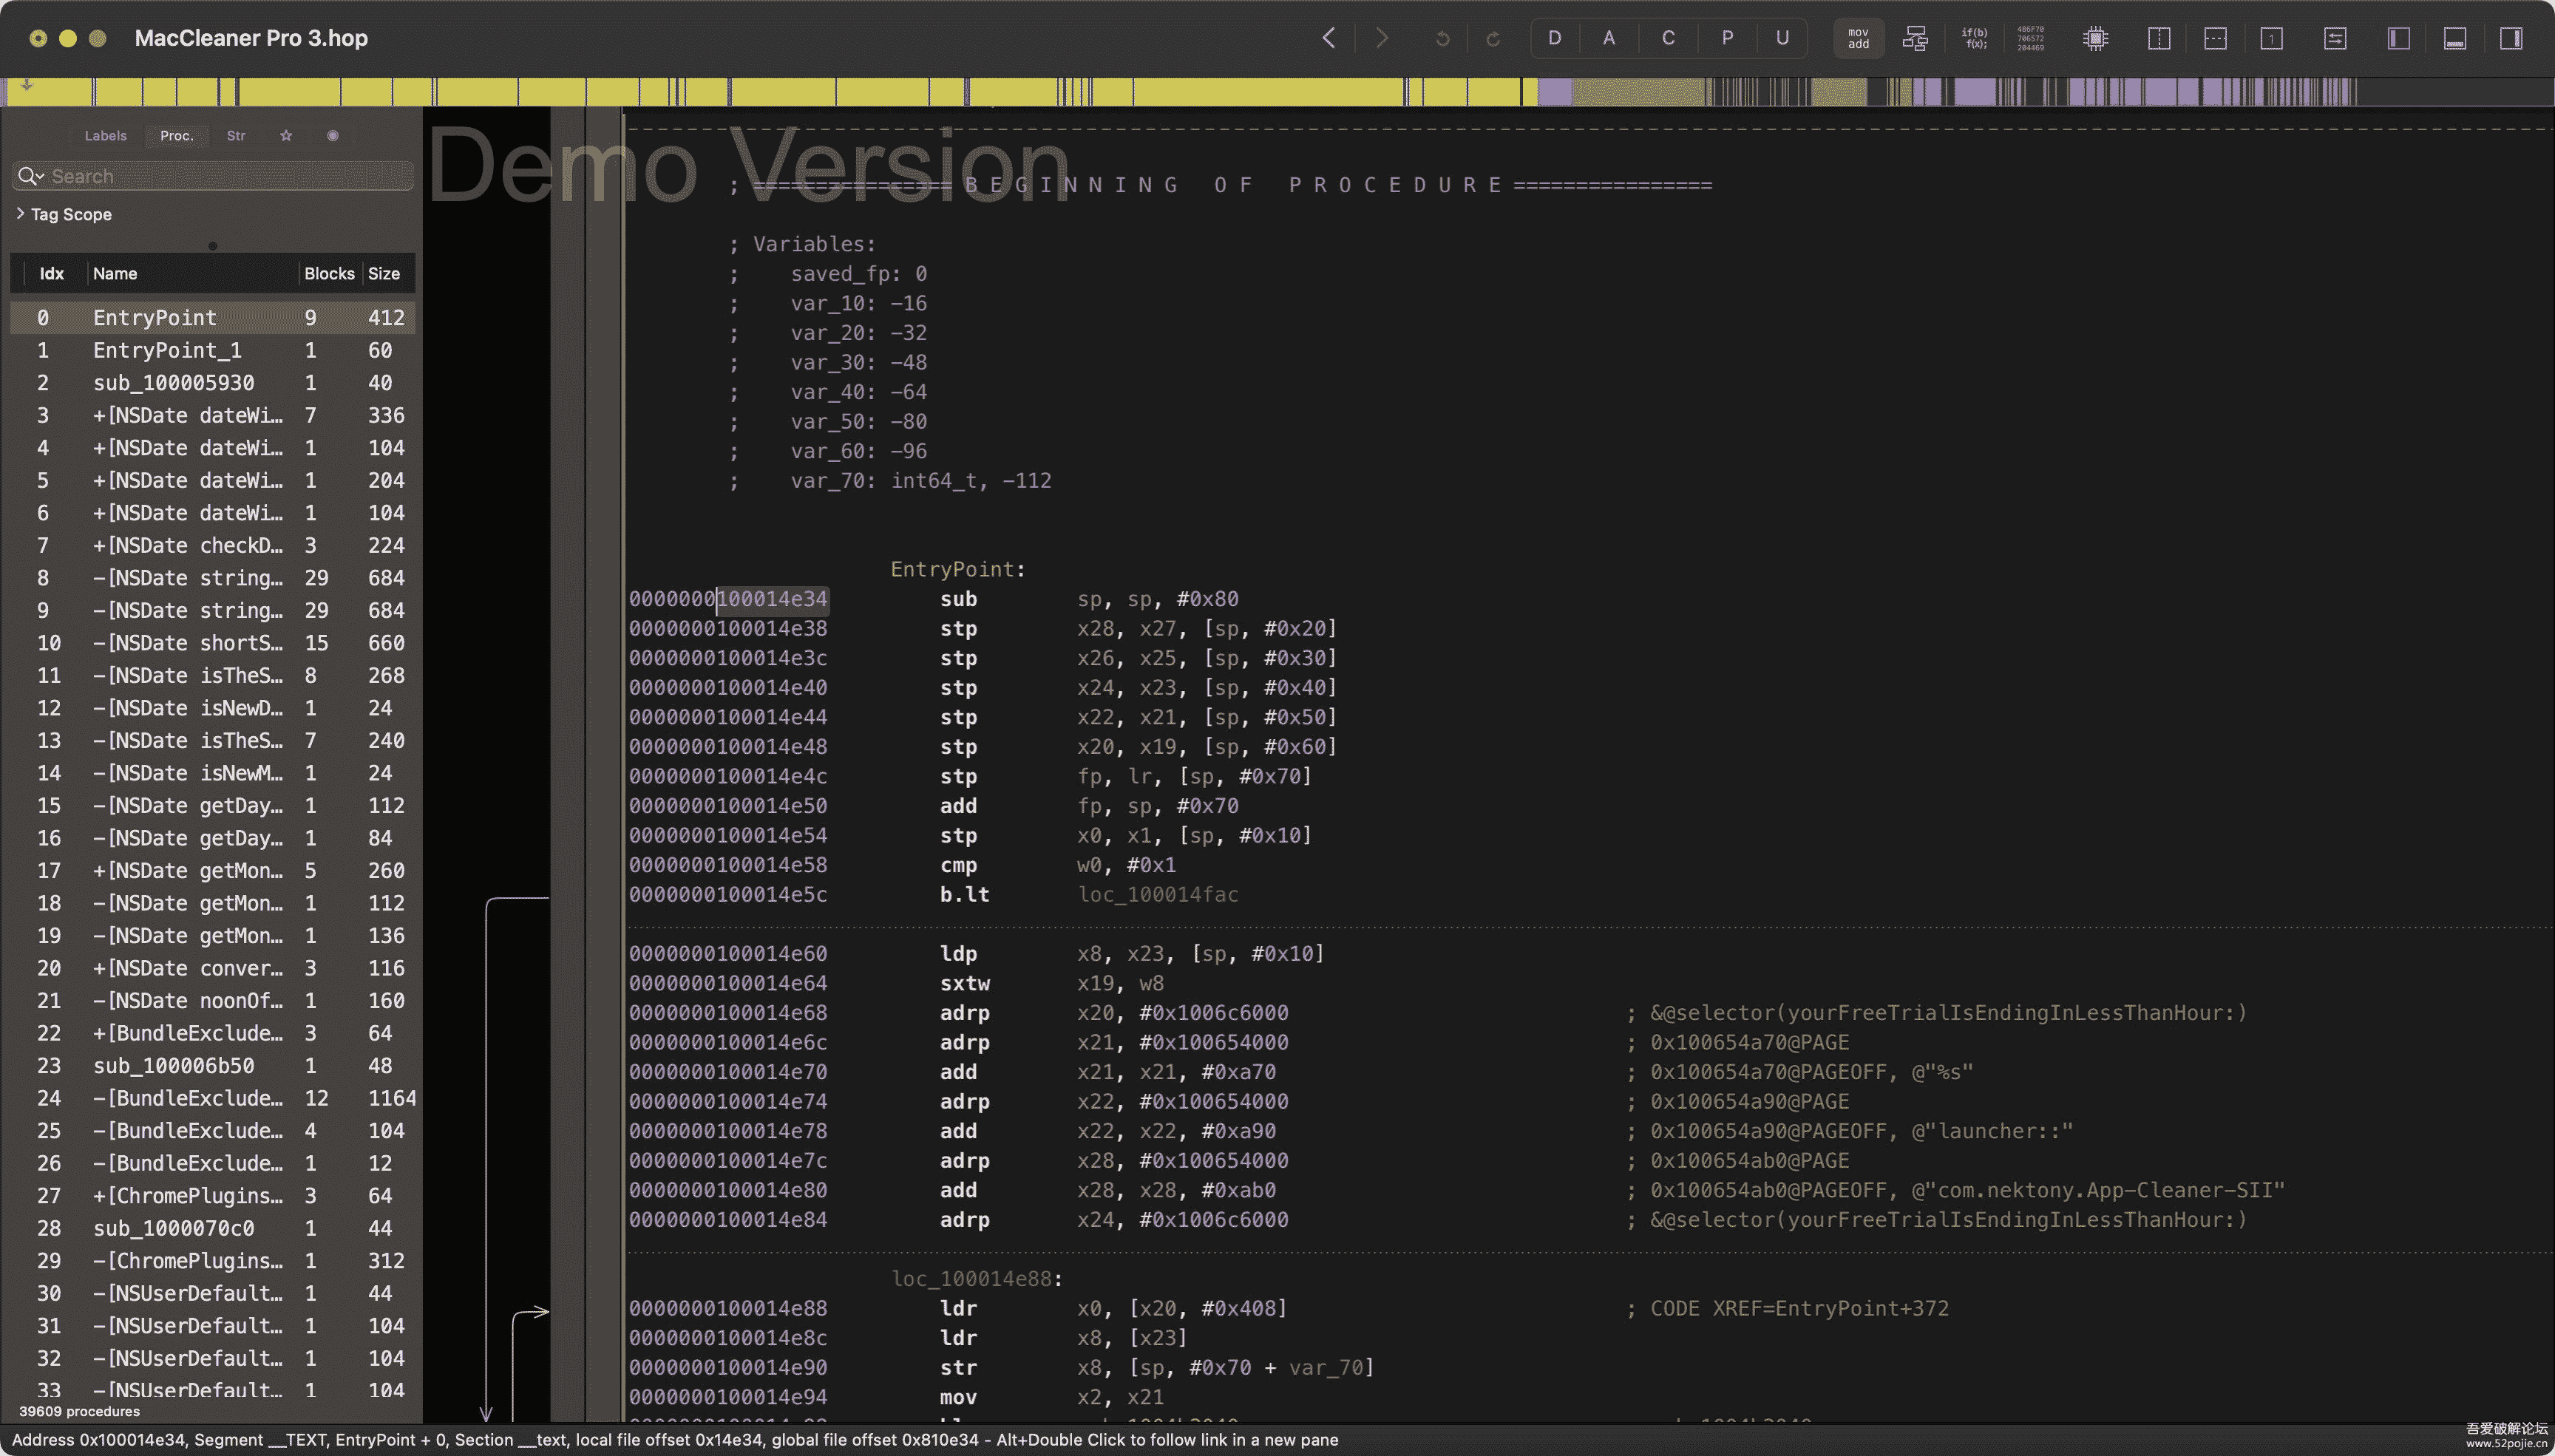 MacCleaner Pro 3.hop
D A C P U
mov
add
if(b)
f(x);
486F70
706572
204469
Labels Proc. Str
Search
Tag Scope
Idx Name Blocks Size
0 EntryPoint 9 412
1 EntryPoint_1 1 60
2 sub_100005930 1 40
3 +[NSDate dateWi… 7 336
4 +[NSDate dateWi… 1 104
5 +[NSDate dateWi… 1 204
6 +[NSDate dateWi… 1 104
7 +[NSDate checkD… 3 224
8 -[NSDate string… 29 684
9 -[NSDate string… 29 684
10 -[NSDate shortS… 15 660
11 -[NSDate isTheS… 8 268
12 -[NSDate isNewD… 1 24
13 -[NSDate isTheS… 7 240
14 -[NSDate isNewM… 1 24
15 -[NSDate getDay… 1 112
16 -[NSDate getDay… 1 84
17 +[NSDate getMon… 5 260
18 -[NSDate getMon… 1 112
19 -[NSDate getMon… 1 136
20 +[NSDate conver… 3 116
21 -[NSDate noonOf… 1 160
22 +[BundleExclude… 3 64
23 sub_100006b50 1 48
24 -[BundleExclude… 12 1164
25 -[BundleExclude… 4 104
26 -[BundleExclude… 1 12
27 +[ChromePlugins… 3 64
28 sub_1000070c0 1 44
29 -[ChromePlugins… 1 312
30 -[NSUserDefault… 1 44
31 -[NSUserDefault… 1 104
32 -[NSUserDefault… 1 104
33 -[NSUserDefault… 1 104
39609 procedures
Demo Version
; ================ B E G I N N I N G   O F   P R O C E D U R E ================
; Variables:
; saved_fp: 0
; var_10: -16
; var_20: -32
; var_30: -48
; var_40: -64
; var_50: -80
; var_60: -96
; var_70: int64_t, -112
EntryPoint:
0000000100014e34 sub sp, sp, #0x80
0000000100014e38 stp x28, x27, [sp, #0x20]
0000000100014e3c stp x26, x25, [sp, #0x30]
0000000100014e40 stp x24, x23, [sp, #0x40]
0000000100014e44 stp x22, x21, [sp, #0x50]
0000000100014e48 stp x20, x19, [sp, #0x60]
0000000100014e4c stp fp, lr, [sp, #0x70]
0000000100014e50 add fp, sp, #0x70
0000000100014e54 stp x0, x1, [sp, #0x10]
0000000100014e58 cmp w0, #0x1
0000000100014e5c b.lt loc_100014fac
0000000100014e60 ldp x8, x23, [sp, #0x10]
0000000100014e64 sxtw x19, w8
0000000100014e68 adrp x20, #0x1006c6000 ; &@selector(yourFreeTrialIsEndingInLessThanHour:)
0000000100014e6c adrp x21, #0x100654000 ; 0x100654a70@PAGE
0000000100014e70 add x21, x21, #0xa70 ; 0x100654a70@PAGEOFF, @"%s"
0000000100014e74 adrp x22, #0x100654000 ; 0x100654a90@PAGE
0000000100014e78 add x22, x22, #0xa90 ; 0x100654a90@PAGEOFF, @"launcher::"
0000000100014e7c adrp x28, #0x100654000 ; 0x100654ab0@PAGE
0000000100014e80 add x28, x28, #0xab0 ; 0x100654ab0@PAGEOFF, @"com.nektony.App-Cleaner-SII"
0000000100014e84 adrp x24, #0x1006c6000 ; &@selector(yourFreeTrialIsEndingInLessThanHour:)
loc_100014e88:
0000000100014e88 ldr x0, [x20, #0x408] ; CODE XREF=EntryPoint+372
0000000100014e8c ldr x8, [x23]
0000000100014e90 str x8, [sp, #0x70 + var_70]
0000000100014e94 mov x2, x21
Address 0x100014e34, Segment __TEXT, EntryPoint + 0, Section __text, local file offset 0x14e34, global file offset 0x810e34 - Alt+Double Click to follow link in a new pane
吾爱破解论坛
www.52pojie.cn